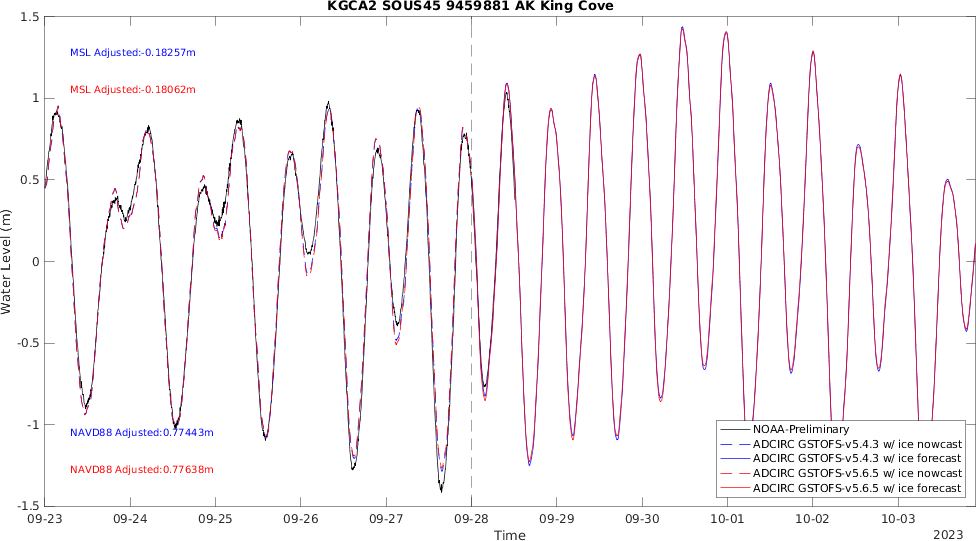 KGCA2 SOUS45 9459881 AK King Cove
1.5
1
0.5
0
-0.5
-1
-1.5
Water Level (m)
MSL Adjusted:-0.18257m
MSL Adjusted:-0.18062m
NAVD88 Adjusted:0.77443m
NAVD88 Adjusted:0.77638m
NOAA-Preliminary
ADCIRC GSTOFS-v5.4.3 w/ ice nowcast
ADCIRC GSTOFS-v5.4.3 w/ ice forecast
ADCIRC GSTOFS-v5.6.5 w/ ice nowcast
ADCIRC GSTOFS-v5.6.5 w/ ice forecast
09-23 09-24 09-25 09-26 09-27 09-28 09-29 09-30 10-01 10-02 10-03
Time
2023